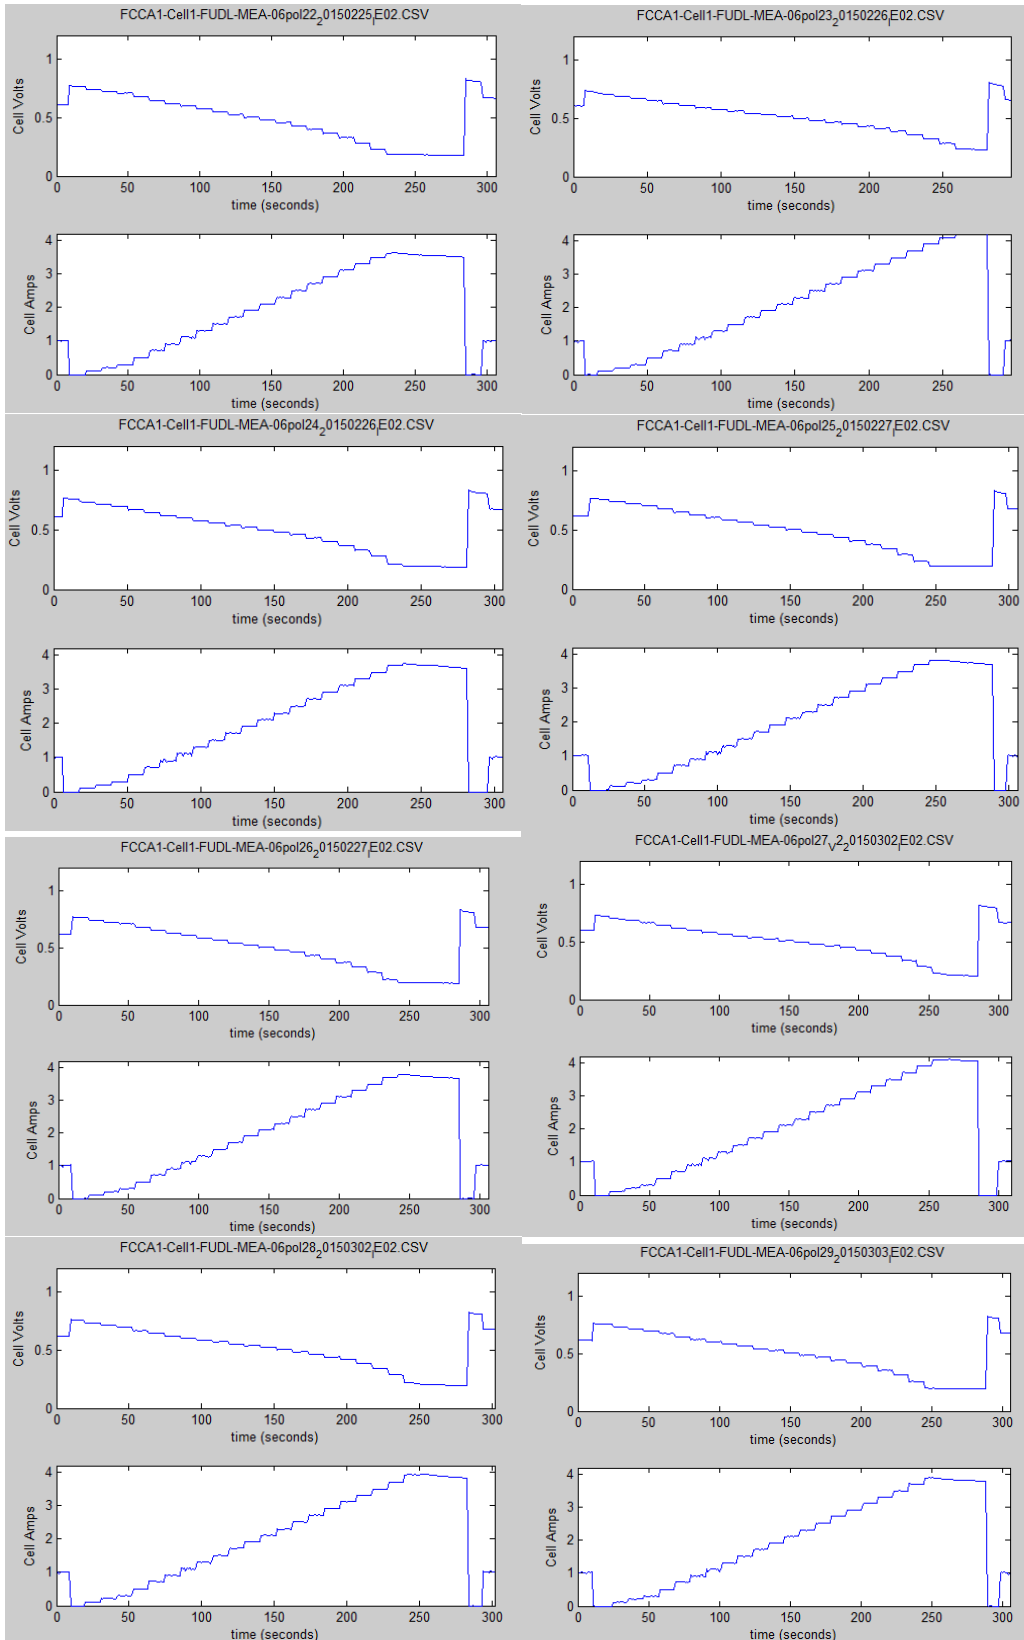 FCCA1-Cell1-FUDL-MEA-06pol22_20150225_iE02.CSV
Cell Volts
1
0.5
0
0 50 100 150 200 250 300
time (seconds)
Cell Amps
4
3
2
1
0
0 50 100 150 200 250 300
time (seconds)
FCCA1-Cell1-FUDL-MEA-06pol23_20150226_iE02.CSV
Cell Volts
1
0.5
0
0 50 100 150 200 250
time (seconds)
Cell Amps
4
3
2
1
0
0 50 100 150 200 250
time (seconds)
FCCA1-Cell1-FUDL-MEA-06pol24_20150226_iE02.CSV
Cell Volts
1
0.5
0
0 50 100 150 200 250 300
time (seconds)
Cell Amps
4
3
2
1
0
0 50 100 150 200 250 300
time (seconds)
FCCA1-Cell1-FUDL-MEA-06pol25_20150227_iE02.CSV
Cell Volts
1
0.5
0
0 50 100 150 200 250 300
time (seconds)
Cell Amps
4
3
2
1
0
0 50 100 150 200 250 300
time (seconds)
FCCA1-Cell1-FUDL-MEA-06pol26_20150227_iE02.CSV
Cell Volts
1
0.5
0
0 50 100 150 200 250 300
time (seconds)
Cell Amps
4
3
2
1
0
0 50 100 150 200 250 300
time (seconds)
FCCA1-Cell1-FUDL-MEA-06pol27_V2_20150302_iE02.CSV
Cell Volts
1
0.5
0
0 50 100 150 200 250 300
time (seconds)
Cell Amps
4
3
2
1
0
0 50 100 150 200 250 300
time (seconds)
FCCA1-Cell1-FUDL-MEA-06pol28_20150302_iE02.CSV
Cell Volts
1
0.5
0
0 50 100 150 200 250 300
time (seconds)
Cell Amps
4
3
2
1
0
0 50 100 150 200 250 300
time (seconds)
FCCA1-Cell1-FUDL-MEA-06pol29_20150303_iE02.CSV
Cell Volts
1
0.5
0
0 50 100 150 200 250 300
time (seconds)
Cell Amps
4
3
2
1
0
0 50 100 150 200 250 300
time (seconds)